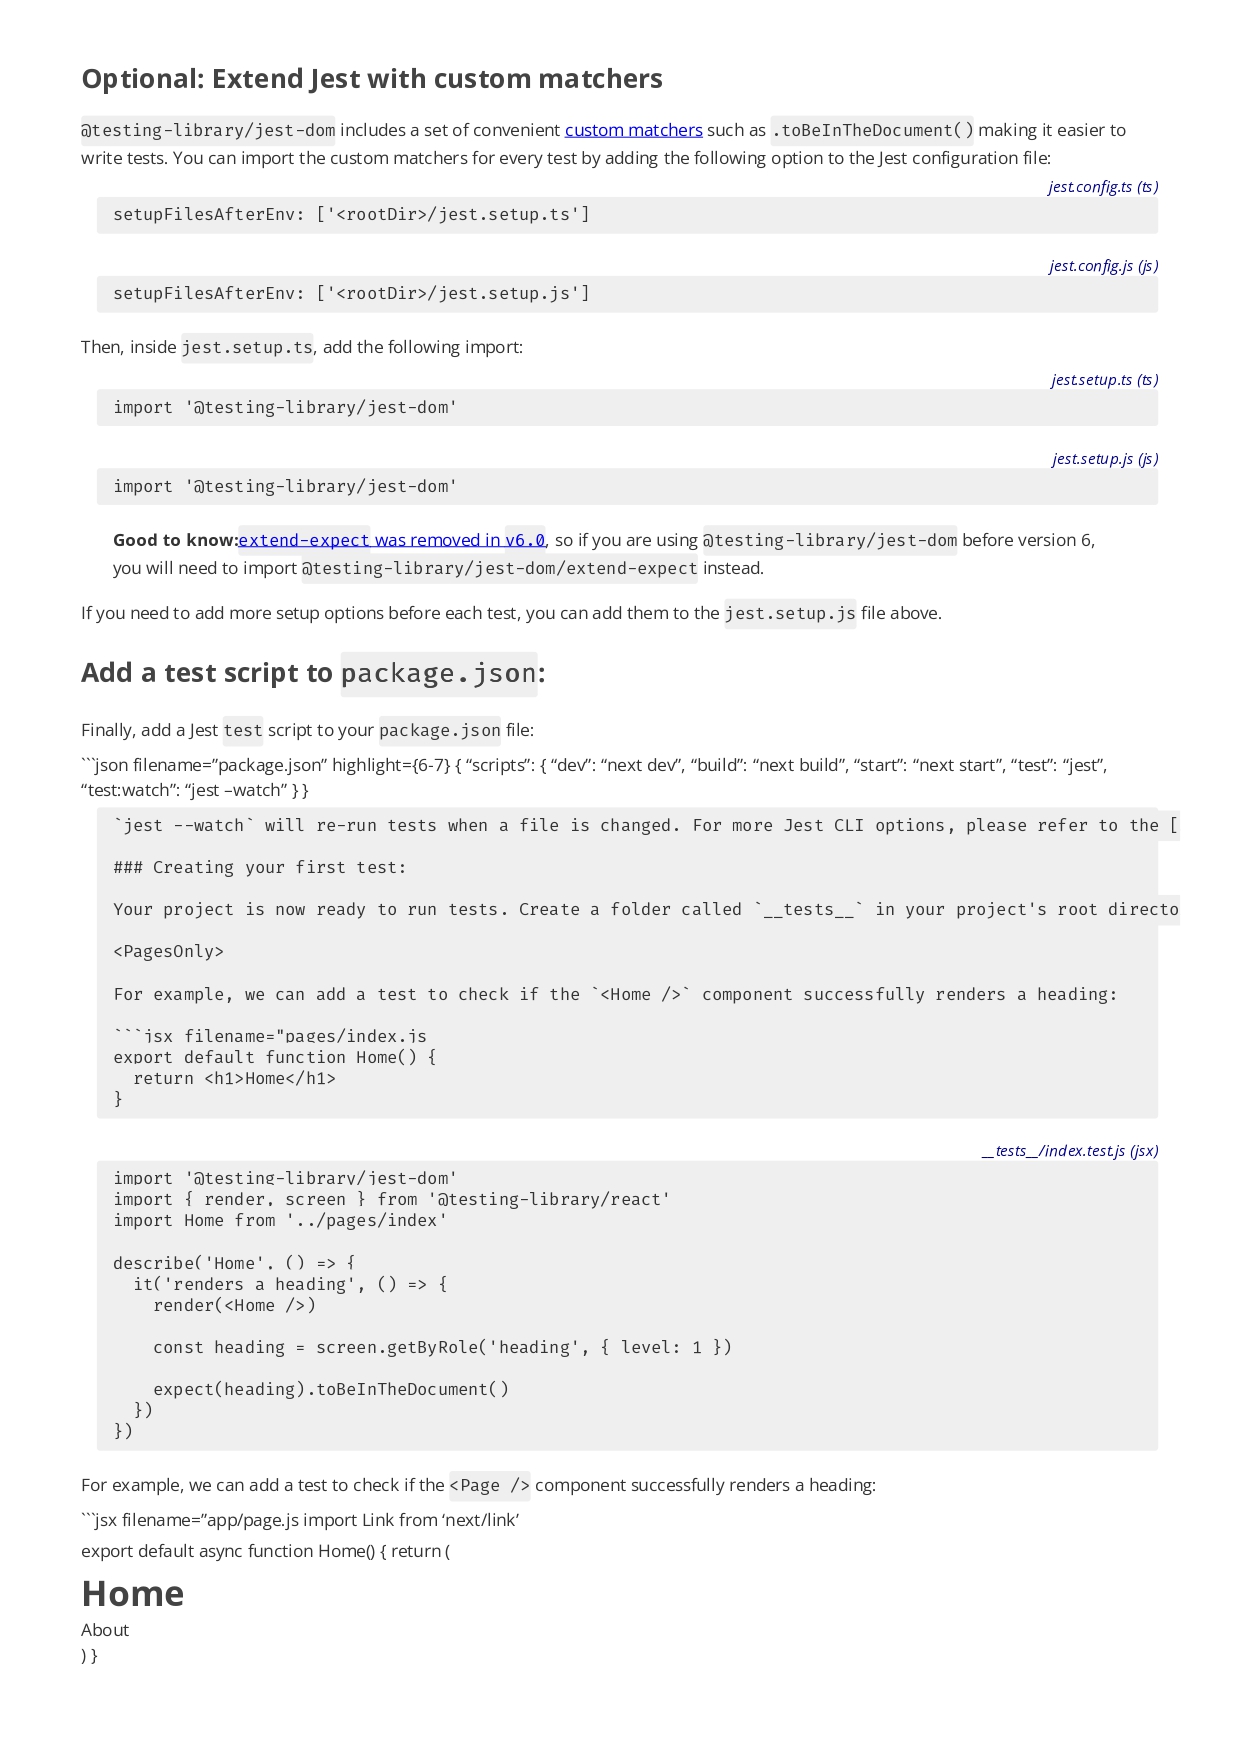 Optional: Extend Jest with custom matchers
@testing-library/jest-dom includes a set of convenient custom matchers such as .toBeInTheDocument() making it easier to
write tests. You can import the custom matchers for every test by adding the following option to the Jest configuration file:
jest.config.ts (ts)
setupFilesAfterEnv: ['<rootDir>/jest.setup.ts']
jest.config.js (js)
setupFilesAfterEnv: ['<rootDir>/jest.setup.js']
Then, inside jest.setup.ts, add the following import:
jest.setup.ts (ts)
import '@testing-library/jest-dom'
jest.setup.js (js)
import '@testing-library/jest-dom'
Good to know:extend-expect was removed in v6.0, so if you are using @testing-library/jest-dom before version 6,
you will need to import @testing-library/jest-dom/extend-expect instead.
If you need to add more setup options before each test, you can add them to the jest.setup.js file above.
Add a test script to package.json:
Finally, add a Jest test script to your package.json file:
```json filename=”package.json” highlight={6-7} { “scripts”: { “dev”: “next dev”, “build”: “next build”, “start”: “next start”, “test”: “jest”,
“test:watch”: “jest –watch” } }
`jest --watch` will re-run tests when a file is changed. For more Jest CLI options, please refer to the [
### Creating your first test:
Your project is now ready to run tests. Create a folder called `__tests__` in your project's root directo
<PagesOnly>
For example, we can add a test to check if the `<Home />` component successfully renders a heading:
```jsx filename="pages/index.js
export default function Home() {
  return <h1>Home</h1>
}
__tests__/index.test.js (jsx)
import '@testing-library/jest-dom'
import { render, screen } from '@testing-library/react'
import Home from '../pages/index'
describe('Home', () => {
  it('renders a heading', () => {
    render(<Home />)
    const heading = screen.getByRole('heading', { level: 1 })
    expect(heading).toBeInTheDocument()
  })
})
For example, we can add a test to check if the <Page /> component successfully renders a heading:
```jsx filename=”app/page.js import Link from ‘next/link’
export default async function Home() { return (
Home
About
) }